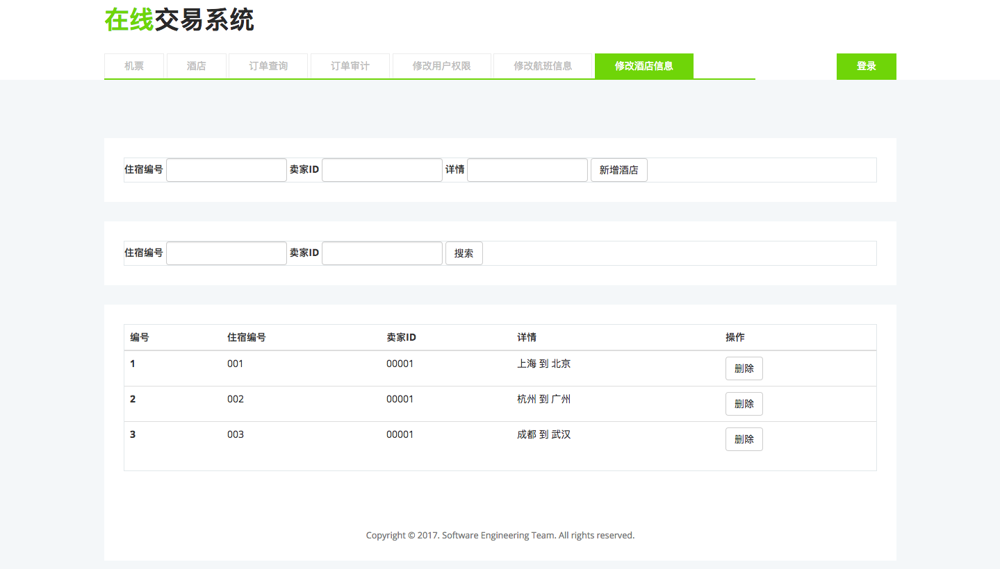 在线交易系统
机票 酒店 订单查询 订单审计 修改用户权限 修改航班信息 修改酒店信息 登录
住宿编号 卖家ID 详情 新增酒店
住宿编号 卖家ID 搜索
编号 住宿编号 卖家ID 详情 操作
1 001 00001 上海 到 北京 删除
2 002 00001 杭州 到 广州 删除
3 003 00001 成都 到 武汉 删除
Copyright © 2017. Software Engineering Team. All rights reserved.